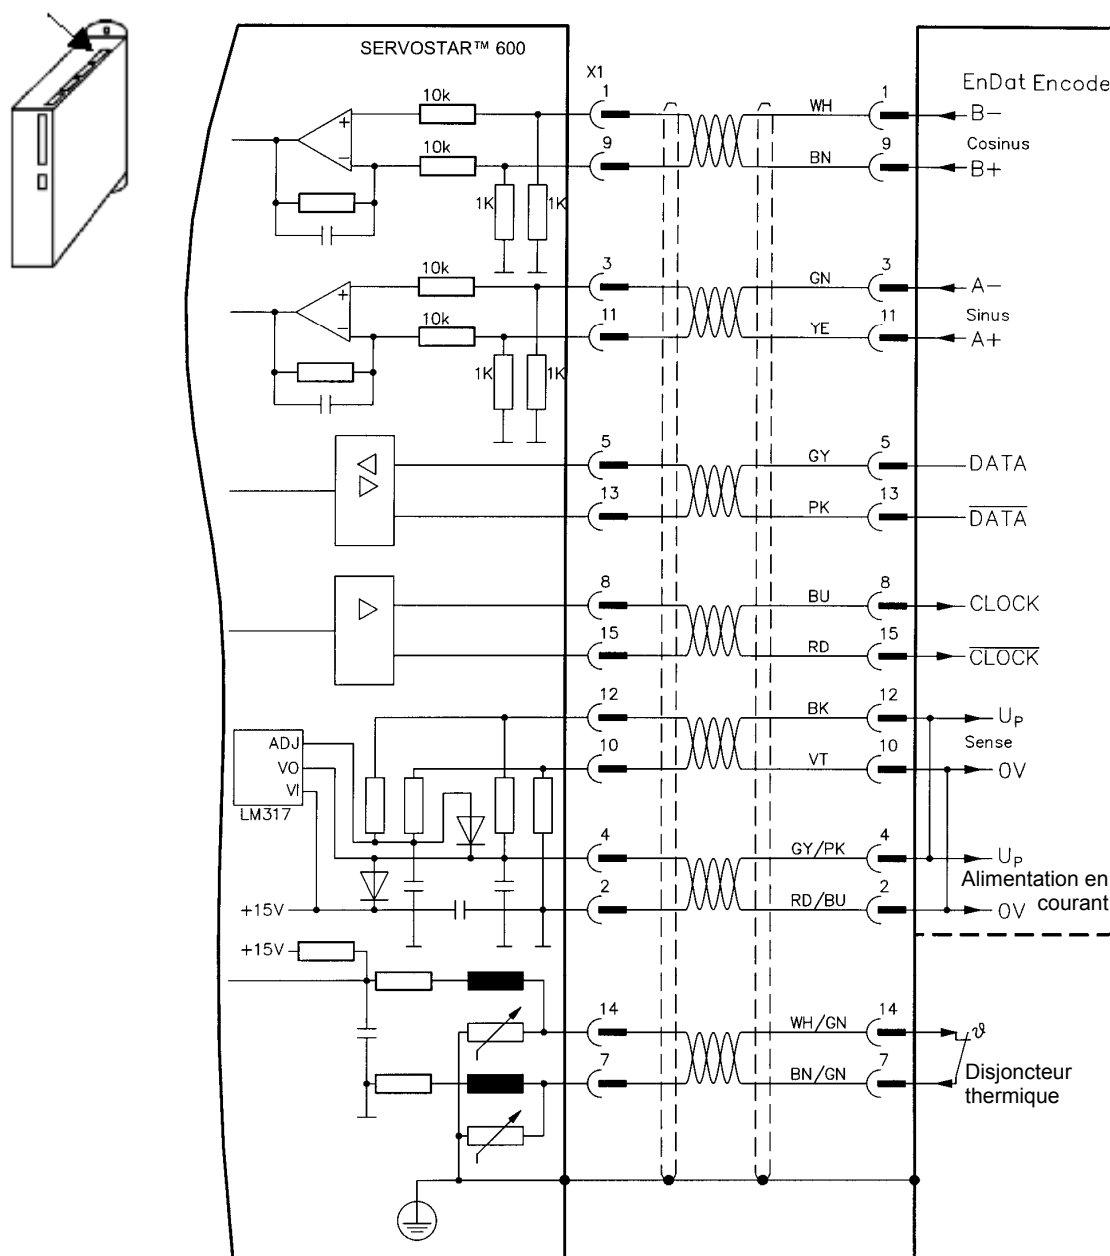 SERVOSTAR™ 600
X1
EnDat Encode
10k
1
WH
1
B-
Cosinus
10k
9
BN
9
B+
1K
1K
10k
3
GN
3
A-
Sinus
10k
11
YE
11
A+
1K
1K
5
GY
5
DATA
13
PK
13
DATA
8
BU
8
CLOCK
15
RD
15
CLOCK
12
BK
12
UP
Sense
ADJ
10
VT
10
0V
VO
VI
LM317
4
GY/PK
4
UP
Alimentation en
courant
+15V
2
RD/BU
2
0V
+15V
14
WH/GN
14
ϑ
7
BN/GN
7
Disjoncteur
thermique